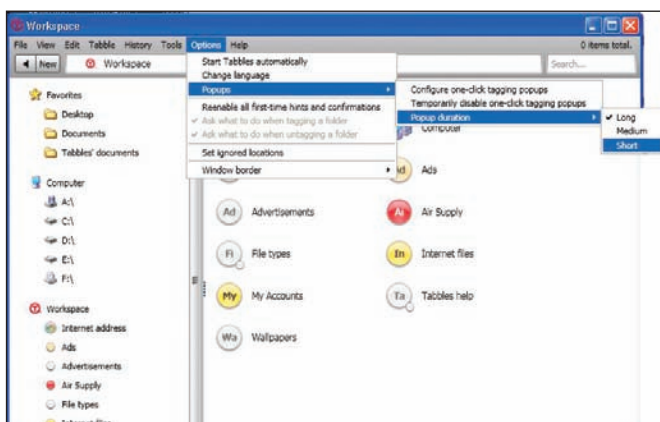 Workspace
File View Edit Tabble History Tools Options Help 0 items total.
New Workspace Search...
Start Tabbles automatically
Change language
Popups
Reenable all first-time hints and confirmations
Ask what to do when tagging a folder
Ask what to do when untagging a folder
Set ignored locations
Window border
Configure one-click tagging popups
Temporarily disable one-click tagging popups
Popup duration
Long
Medium
Short
Favorites
Desktop
Documents
Tabbles' documents
Computer
A:\
C:\
D:\
E:\
F:\
Workspace
Internet address
Ads
Advertisements
Air Supply
File types
Computer
Ad Ads
Ad Advertisements
Ai Air Supply
Fi File types
In Internet files
My My Accounts
Ta Tabbles help
Wa Wallpapers